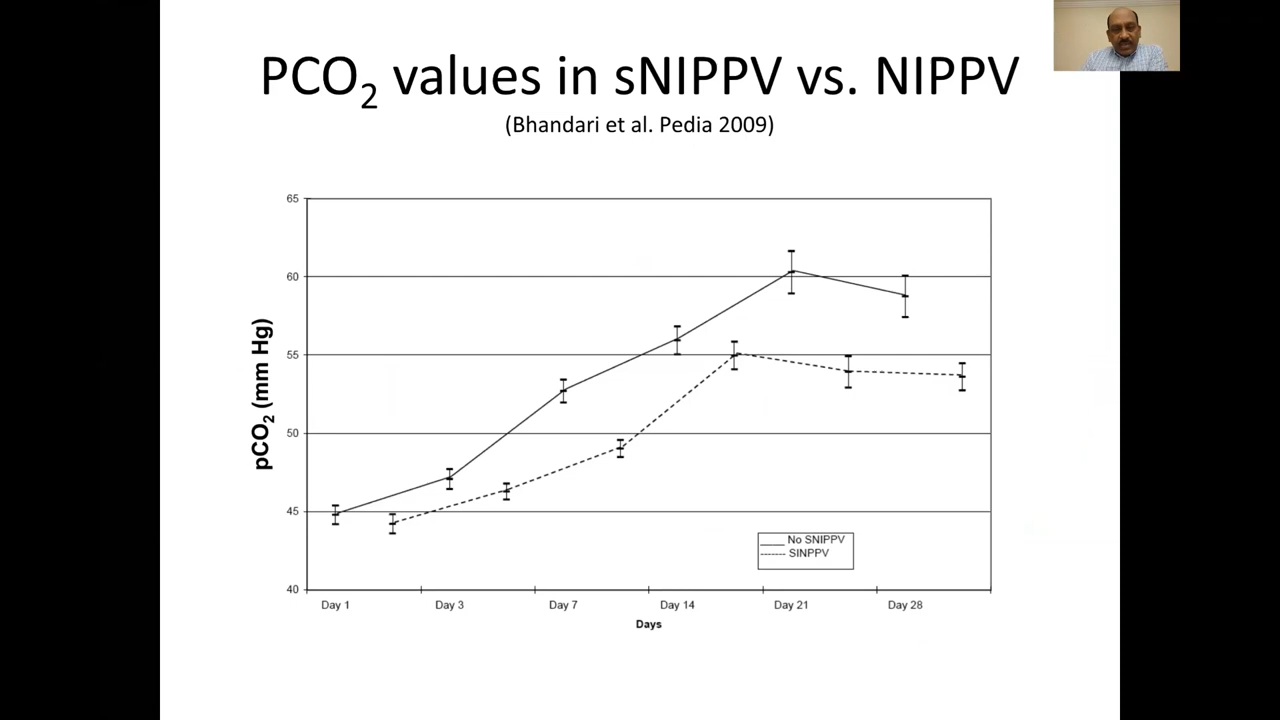 PCO₂ values in sNIPPV vs. NIPPV
(Bhandari et al. Pedia 2009)
65
60
55
50
45
40
pCO₂ (mm Hg)
No SNIPPV
SINPPV
Day 1 Day 3 Day 7 Day 14 Day 21 Day 28
Days